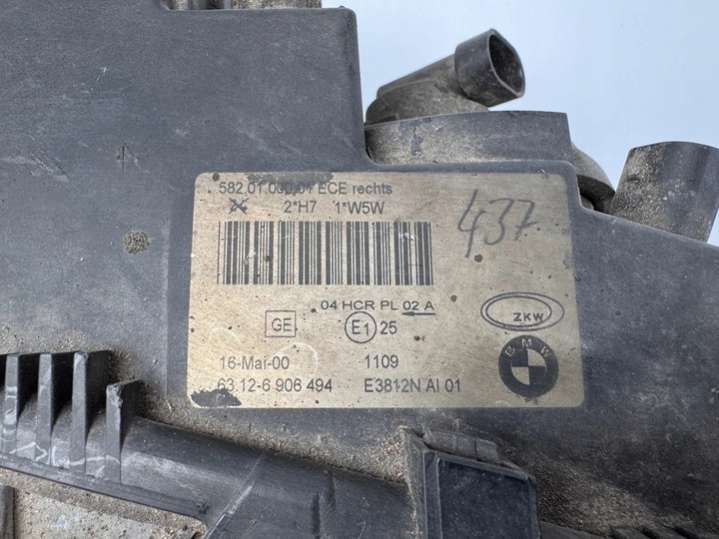 582.01.000.01 ECE rechts
2*H7 1*W5W
437
04 HCR PL 02 A
GE E1 25
ZKW
16-Mai-00 1109
BMW
63.12-6 906 494 E3812N AI 01